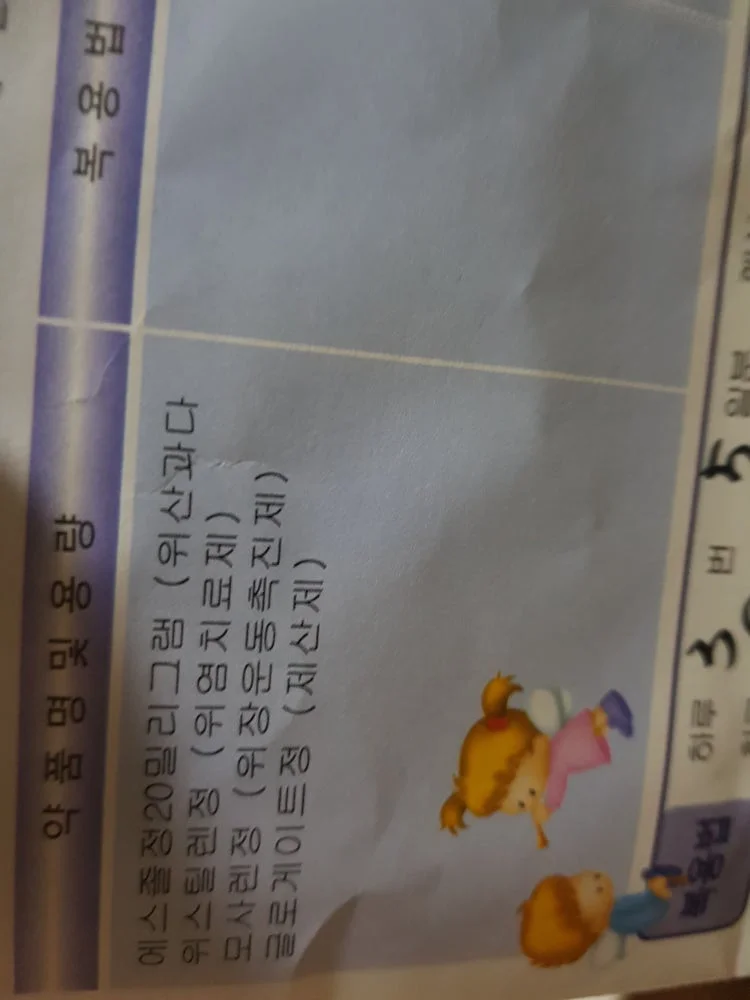 약품명및용량 복용법
에스졸정20밀리그램 (위산과다
위스틸렌정 (위염치료제)
모사렌정 (위장운동촉진제)
글로게이트정 (제산제)
복용법 하루 3 번 5 일분